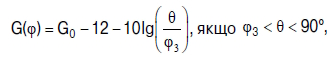 G(φ) = G₀ − 12 − 10lg(θ/φ₃), якщо φ₃ < θ < 90°,